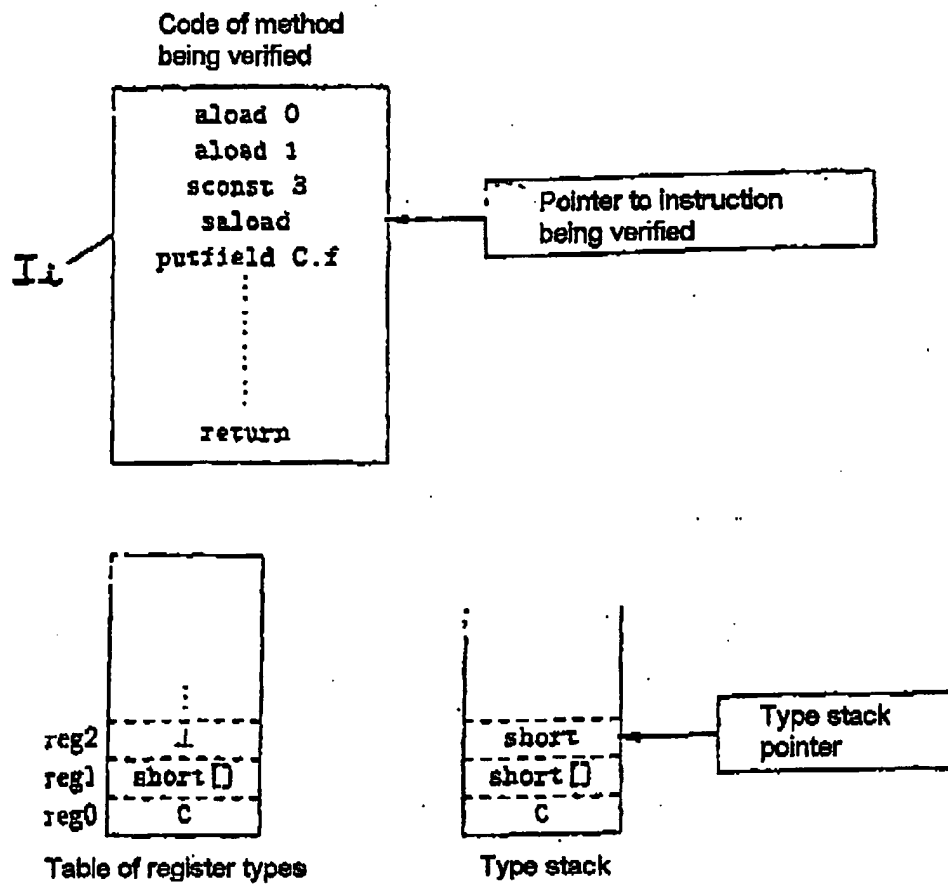 Code of method
being verified
aload 0
aload 1
sconst 3
saload
putfield C.f
return
Ii
Pointer to instruction
being verified
reg2
⊥
reg1
short[]
reg0
C
Table of register types
short
short[]
C
Type stack
Type stack
pointer